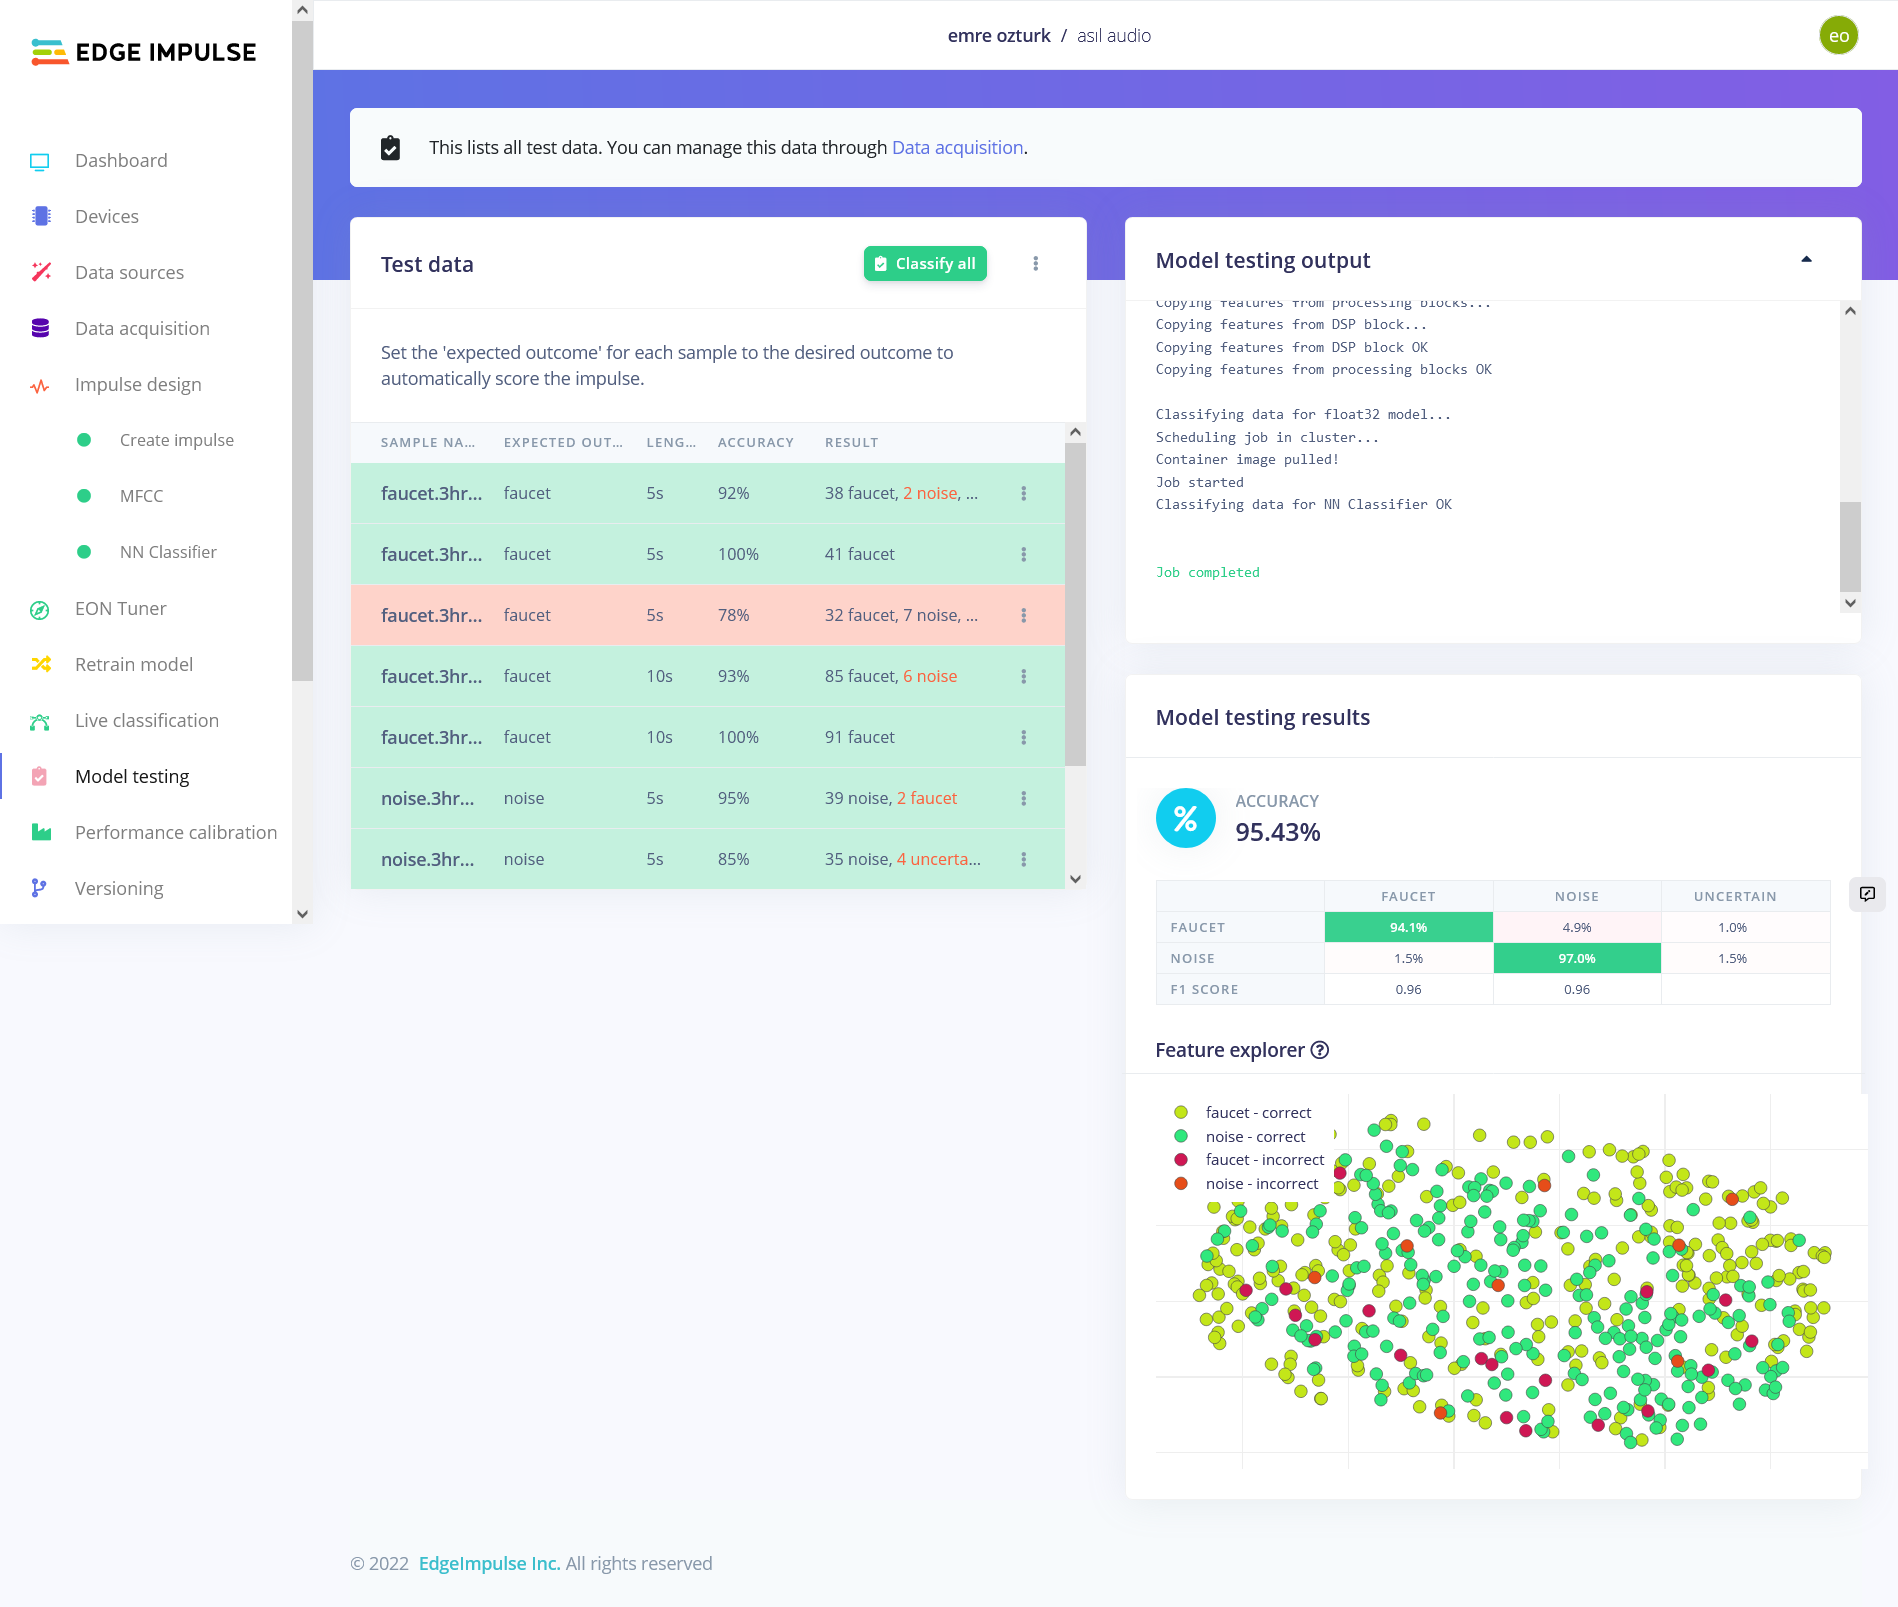 EDGE IMPULSE
emre ozturk / asıl audio
eo
Dashboard
Devices
Data sources
Data acquisition
Impulse design
Create impulse
MFCC
NN Classifier
EON Tuner
Retrain model
Live classification
Model testing
Performance calibration
Versioning
This lists all test data. You can manage this data through Data acquisition.
Test data
Classify all
Set the 'expected outcome' for each sample to the desired outcome to
automatically score the impulse.
SAMPLE NA... EXPECTED OUT... LENG... ACCURACY RESULT
faucet.3hr... faucet 5s 92% 38 faucet, 2 noise, ...
faucet.3hr... faucet 5s 100% 41 faucet
faucet.3hr... faucet 5s 78% 32 faucet, 7 noise, ...
faucet.3hr... faucet 10s 93% 85 faucet, 6 noise
faucet.3hr... faucet 10s 100% 91 faucet
noise.3hr... noise 5s 95% 39 noise, 2 faucet
noise.3hr... noise 5s 85% 35 noise, 4 uncerta...
Model testing output
Copying features from processing blocks...
Copying features from DSP block...
Copying features from DSP block OK
Copying features from processing blocks OK
Classifying data for float32 model...
Scheduling job in cluster...
Container image pulled!
Job started
Classifying data for NN Classifier OK
Job completed
Model testing results
%
ACCURACY
95.43%
FAUCET NOISE UNCERTAIN
FAUCET 94.1% 4.9% 1.0%
NOISE 1.5% 97.0% 1.5%
F1 SCORE 0.96 0.96
Feature explorer ?
faucet - correct
noise - correct
faucet - incorrect
noise - incorrect
© 2022 EdgeImpulse Inc. All rights reserved